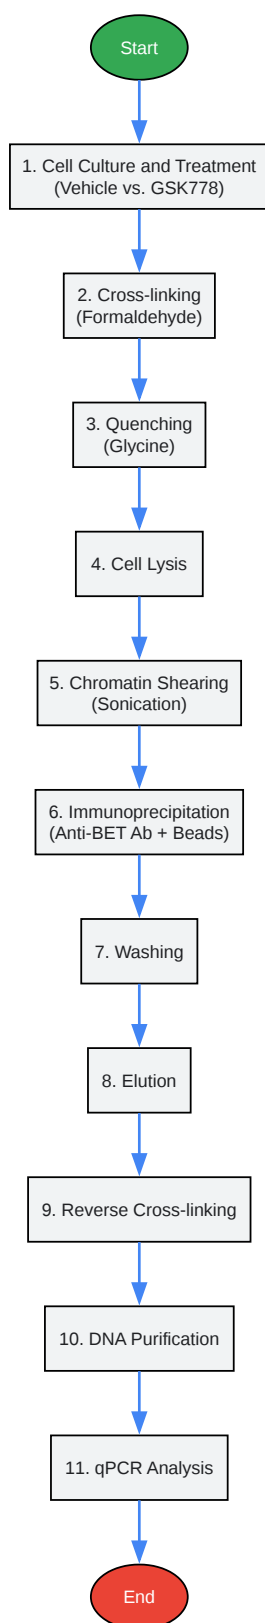 Start
1. Cell Culture and Treatment
(Vehicle vs. GSK778)
2. Cross-linking
(Formaldehyde)
3. Quenching
(Glycine)
4. Cell Lysis
5. Chromatin Shearing
(Sonication)
6. Immunoprecipitation
(Anti-BET Ab + Beads)
7. Washing
8. Elution
9. Reverse Cross-linking
10. DNA Purification
11. qPCR Analysis
End